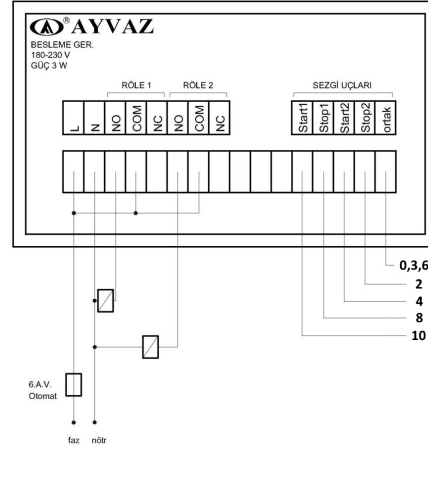 AYVAZ
BESLEME GER.
180-230 V
GÜÇ 3 W
RÖLE 1 RÖLE 2 SEZGİ UÇLARI
L N NO COM NC NO COM NC Start1 Stop1 Start2 Stop2 ortak
0,3,6
2
4
8
10
6.A.V.
Otomat
faz nötr